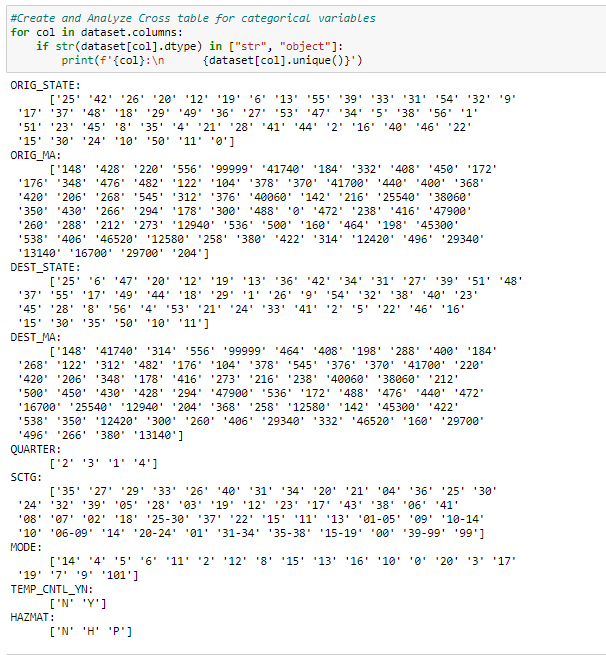 #Create and Analyze Cross table for categorical variables
for col in dataset.columns:
    if str(dataset[col].dtype) in ["str", "object"]:
        print(f'{col}:\n      {dataset[col].unique()}')
ORIG_STATE:
      ['25' '42' '26' '20' '12' '19' '6' '13' '55' '39' '33' '31' '54' '32' '9'
 '17' '37' '48' '18' '29' '49' '36' '27' '53' '47' '34' '5' '38' '56' '1'
 '51' '23' '45' '8' '35' '4' '21' '28' '41' '44' '2' '16' '40' '46' '22'
 '15' '30' '24' '10' '50' '11' '0']
ORIG_MA:
      ['148' '428' '220' '556' '99999' '41740' '184' '332' '408' '450' '172'
 '176' '348' '476' '482' '122' '104' '378' '370' '41700' '440' '400' '368'
 '420' '206' '268' '545' '312' '376' '40060' '142' '216' '25540' '38060'
 '350' '430' '266' '294' '178' '300' '488' '0' '472' '238' '416' '47900'
 '260' '288' '212' '273' '12940' '536' '500' '160' '464' '198' '45300'
 '538' '406' '46520' '12580' '258' '380' '422' '314' '12420' '496' '29340'
 '13140' '16700' '29700' '204']
DEST_STATE:
      ['25' '6' '47' '20' '12' '19' '13' '36' '42' '34' '31' '27' '39' '51' '48'
 '37' '55' '17' '49' '44' '18' '29' '1' '26' '9' '54' '32' '38' '40' '23'
 '45' '28' '8' '56' '4' '53' '21' '24' '33' '41' '2' '5' '22' '46' '16'
 '15' '30' '35' '50' '10' '11']
DEST_MA:
      ['148' '41740' '314' '556' '99999' '464' '408' '198' '288' '400' '184'
 '268' '122' '312' '482' '176' '104' '378' '545' '376' '370' '41700' '220'
 '420' '206' '348' '178' '416' '273' '216' '238' '40060' '38060' '212'
 '500' '450' '430' '428' '294' '47900' '536' '172' '488' '476' '440' '472'
 '16700' '25540' '12940' '204' '368' '258' '12580' '142' '45300' '422'
 '538' '350' '12420' '300' '260' '406' '29340' '332' '46520' '160' '29700'
 '496' '266' '380' '13140']
QUARTER:
      ['2' '3' '1' '4']
SCTG:
      ['35' '27' '29' '33' '26' '40' '31' '34' '20' '21' '04' '36' '25' '30'
 '24' '32' '39' '05' '28' '03' '19' '12' '23' '17' '43' '38' '06' '41'
 '08' '07' '02' '18' '25-30' '37' '22' '15' '11' '13' '01-05' '09' '10-14'
 '10' '06-09' '14' '20-24' '01' '31-34' '35-38' '15-19' '00' '39-99' '99']
MODE:
      ['14' '4' '5' '6' '11' '2' '12' '8' '15' '13' '16' '10' '0' '20' '3' '17'
 '19' '7' '9' '101']
TEMP_CNTL_YN:
      ['N' 'Y']
HAZMAT:
      ['N' 'H' 'P']